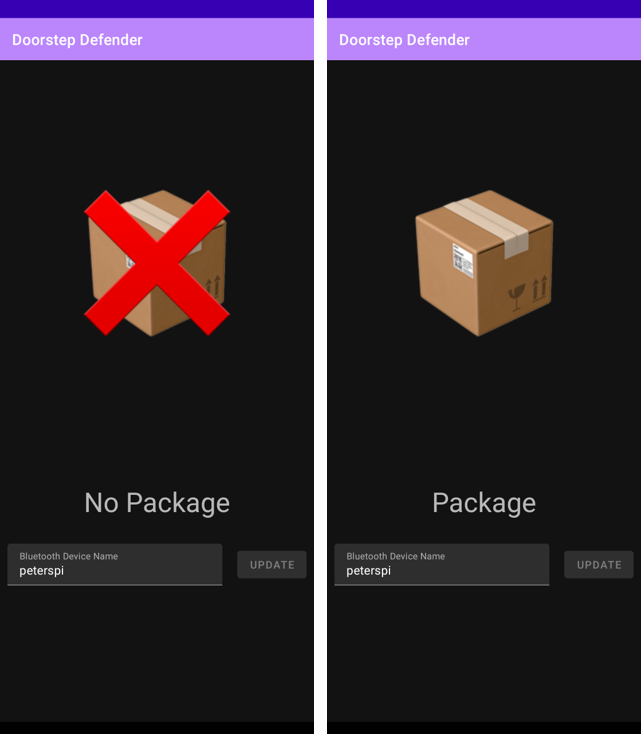 Doorstep Defender
No Package
Bluetooth Device Name
peterspi
UPDATE
Doorstep Defender
Package
Bluetooth Device Name
peterspi
UPDATE